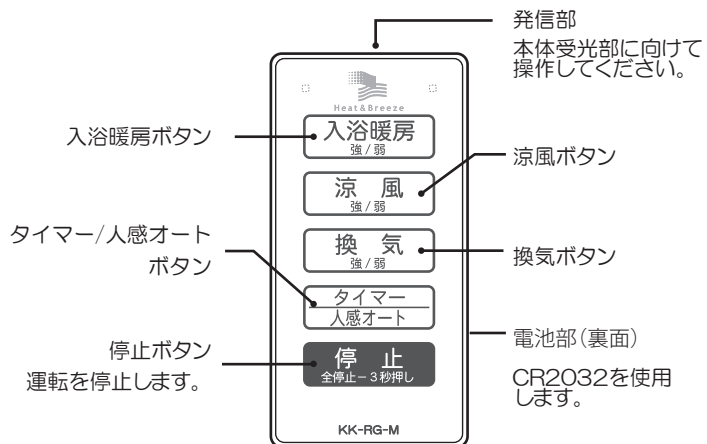 発信部
本体受光部に向けて
操作してください。
Heat&Breeze
入浴暖房ボタン
入浴暖房
強/弱
涼風ボタン
涼 風
強/弱
タイマー/人感オート
ボタン
換 気
強/弱
換気ボタン
タイマー
人感オート
停止ボタン
運転を停止します。
停 止
全停止−3秒押し
電池部(裏面)
CR2032を使用
します。
KK-RG-M